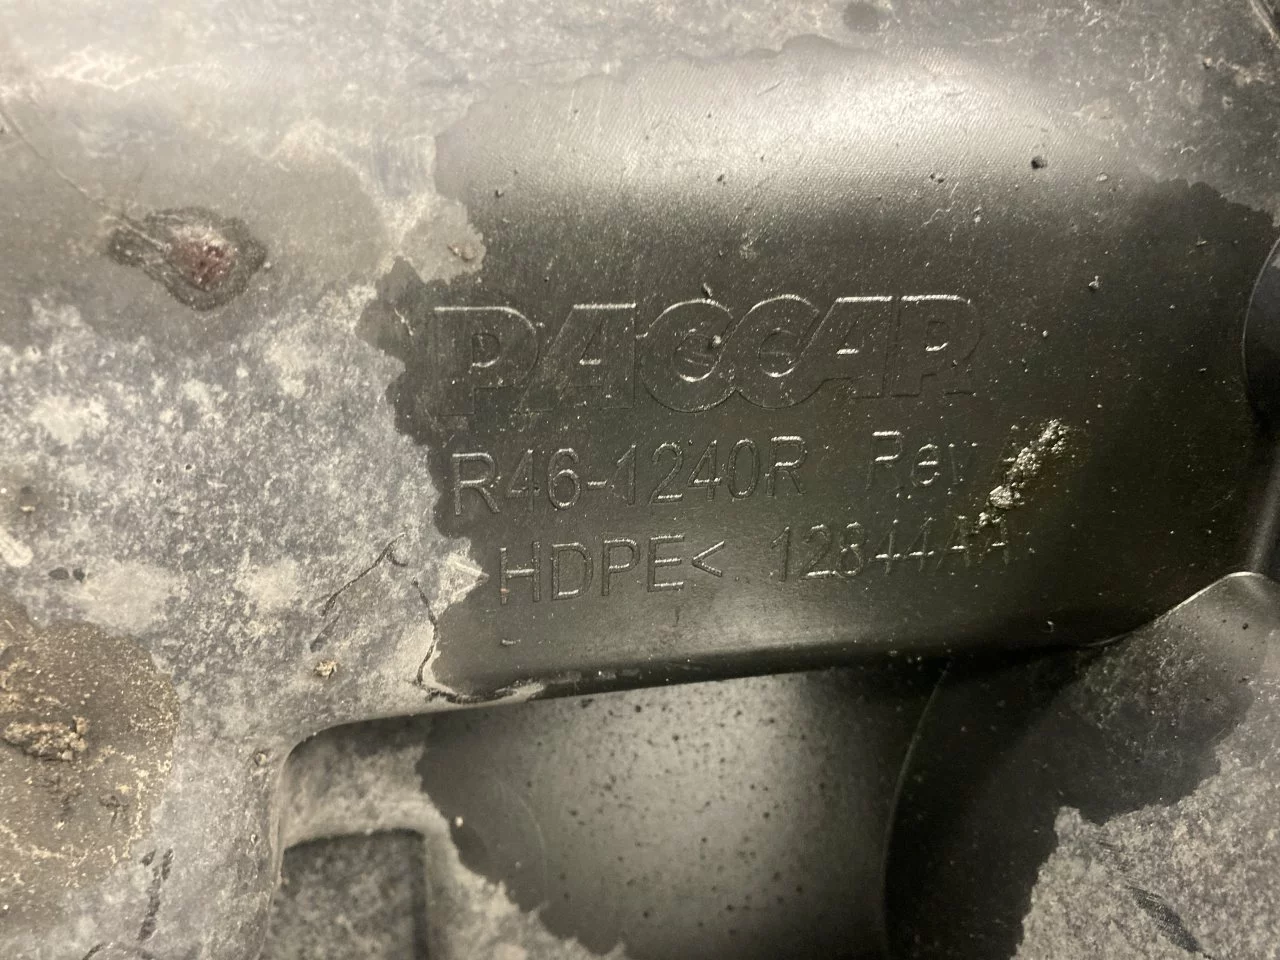 PACCAR
R46-1240R Rev
HDPE< 12844AA